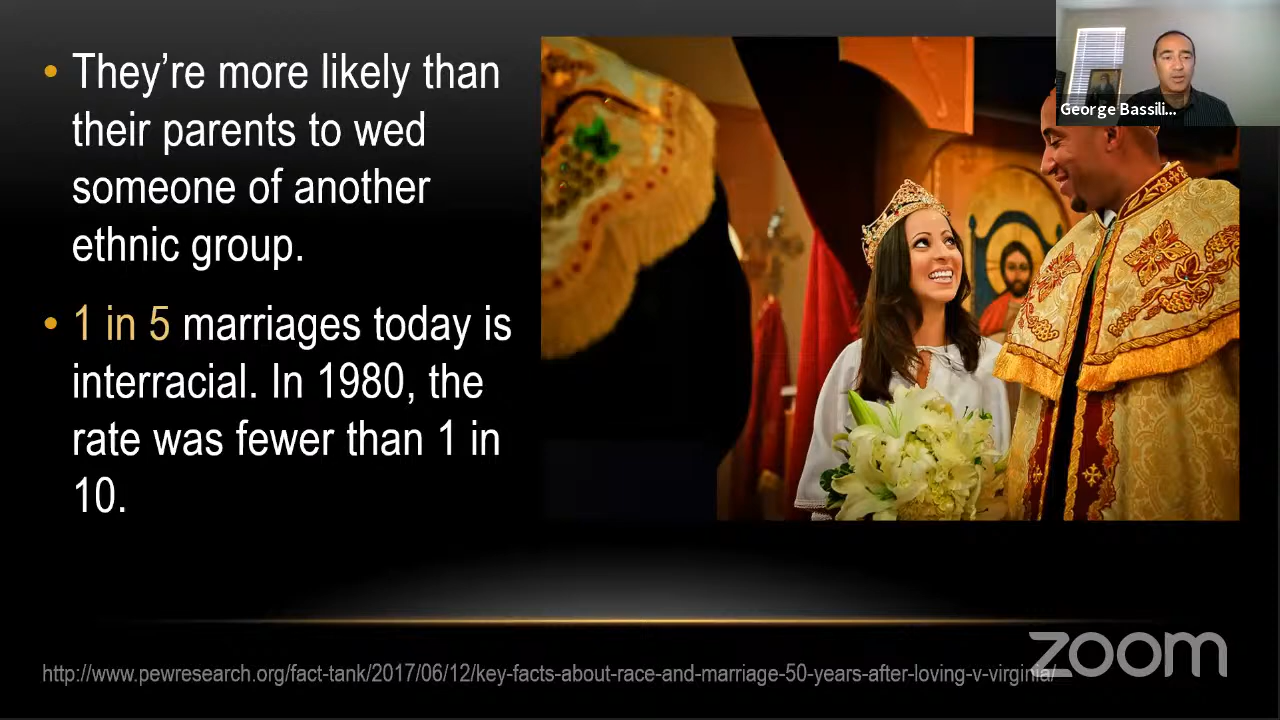 • They’re more likely than
their parents to wed
someone of another
ethnic group.
• 1 in 5 marriages today is
interracial. In 1980, the
rate was fewer than 1 in
10.
George Bassili...
zoom
http://www.pewresearch.org/fact-tank/2017/06/12/key-facts-about-race-and-marriage-50-years-after-loving-v-virginia/